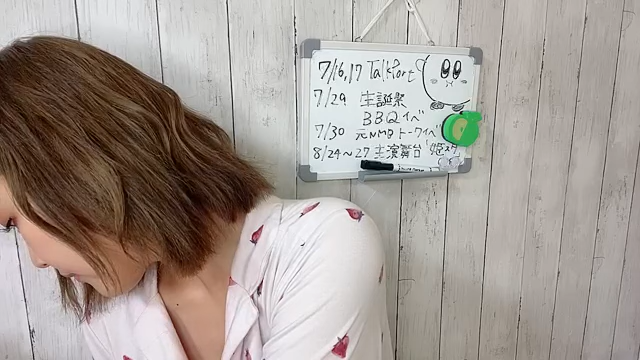 7/16,17 Talkport
7/29 生誕祭
BBQイベ
7/30 元NMBトークイベ
8/24～27 主演舞台